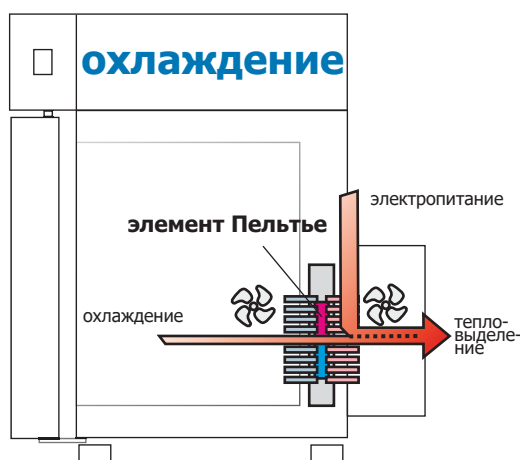 охлаждение
электропитание
элемент Пельтье
охлаждение
тепло-
выделе-
ние